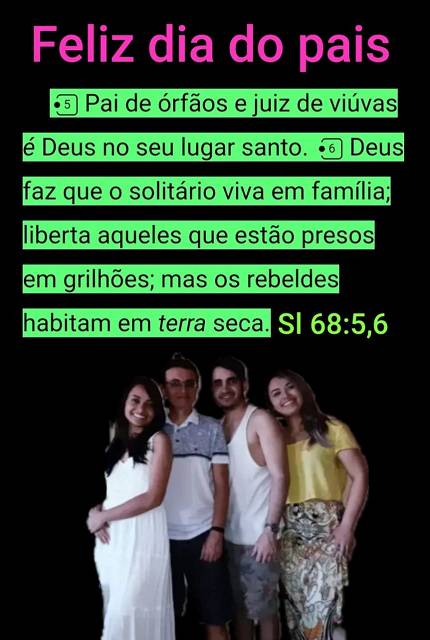 Feliz dia do pais
5 Pai de órfãos e juiz de viúvas
é Deus no seu lugar santo. 6 Deus
faz que o solitário viva em família;
liberta aqueles que estão presos
em grilhões; mas os rebeldes
habitam em terra seca. Sl 68:5,6